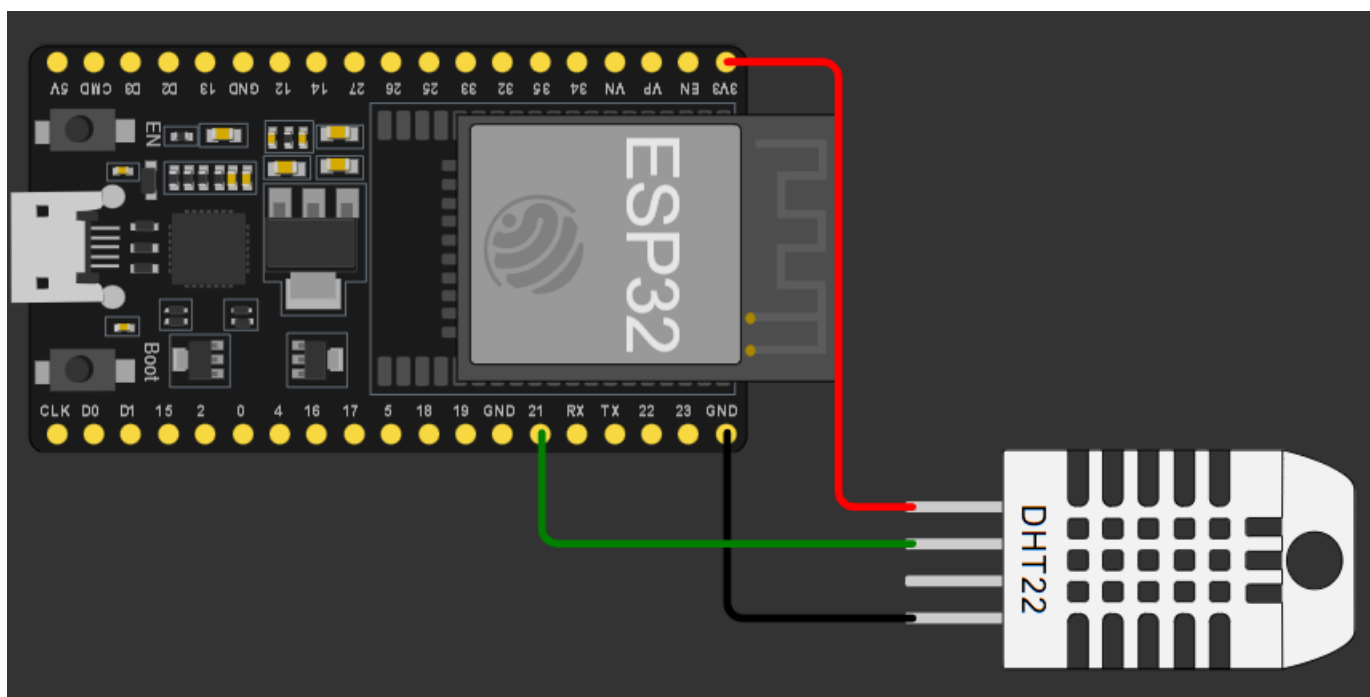 5V CMD D3 D2 13 GND 12 14 27 26 25 33 32 35 34 VN VP EN 3V3
EN
ESP32
Boot
CLK D0 D1 15 2 0 4 16 17 5 18 19 GND 21 RX TX 22 23 GND
DHT22